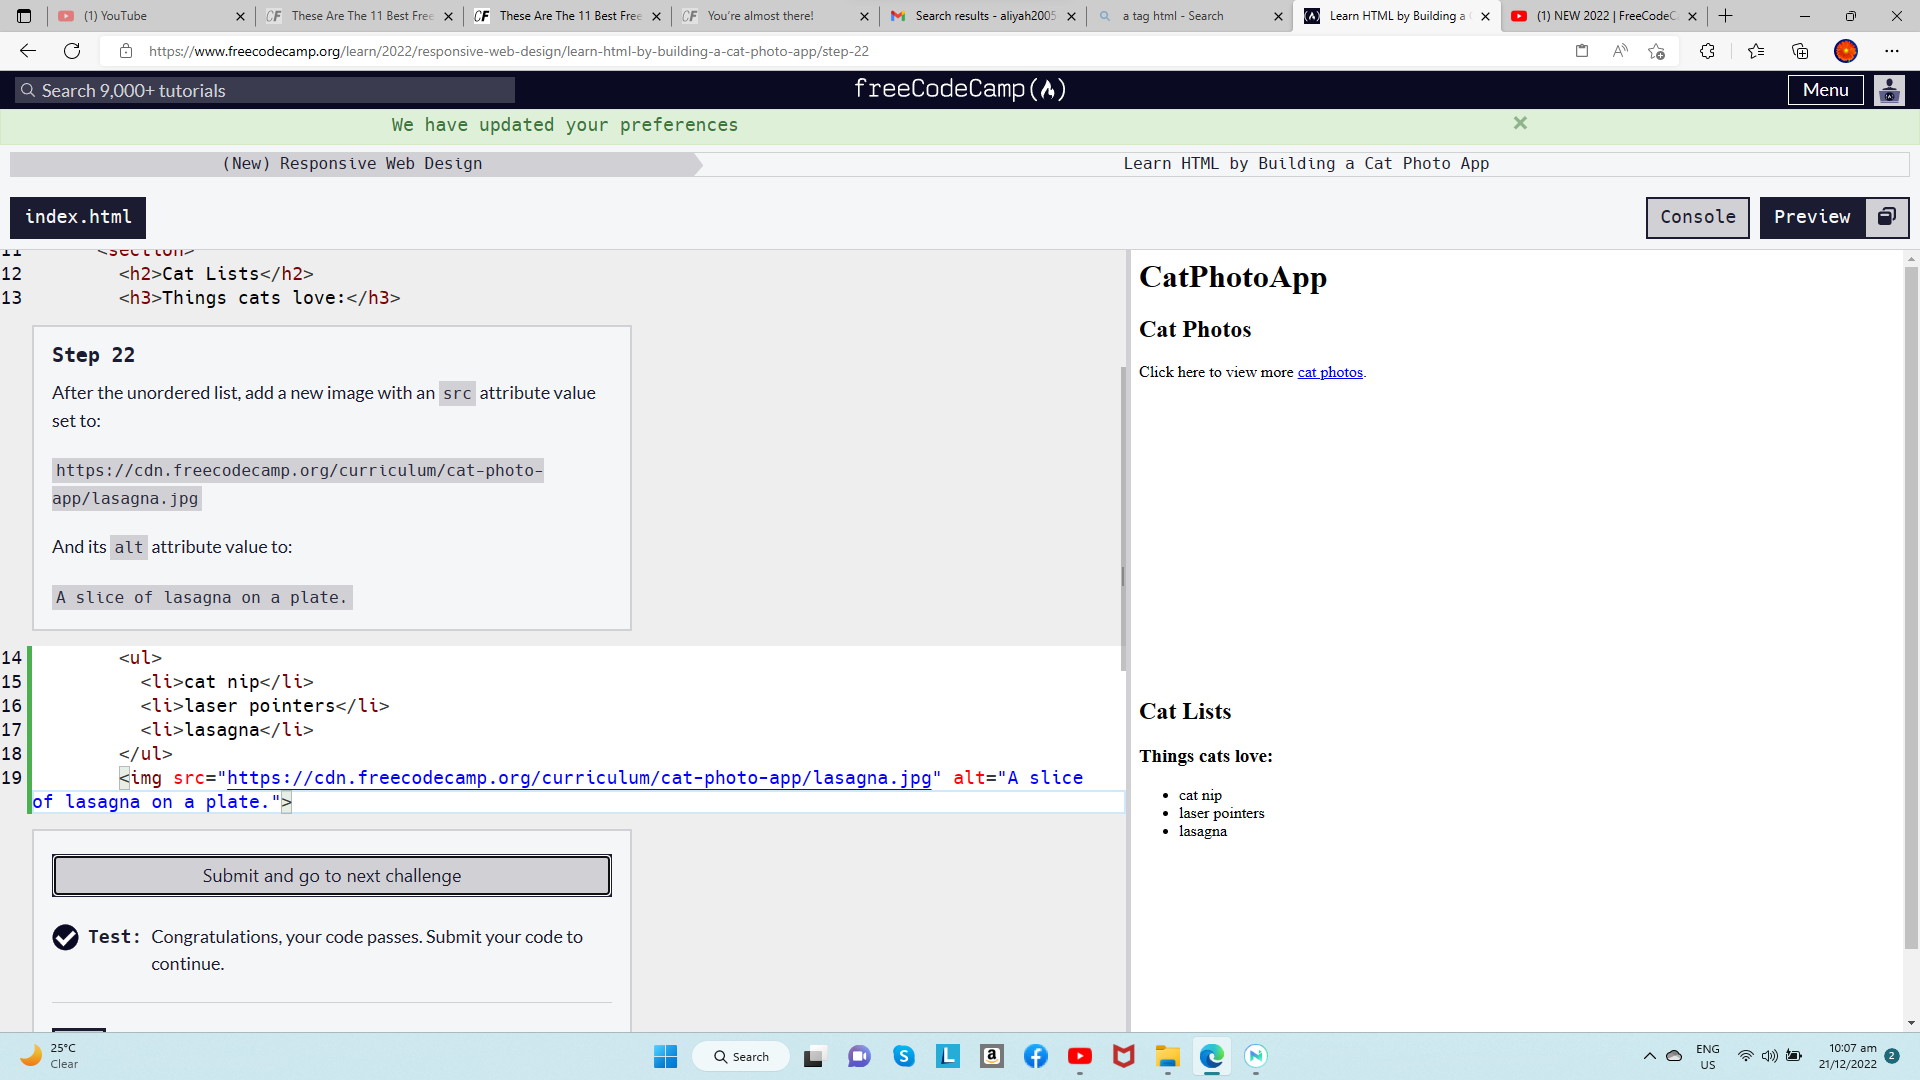 (1) YouTube
These Are The 11 Best Free
These Are The 11 Best Free
You're almost there!
Search results - aliyah2005
a tag html - Search
Learn HTML by Building a
(1) NEW 2022 | FreeCodeC
https://www.freecodecamp.org/learn/2022/responsive-web-design/learn-html-by-building-a-cat-photo-app/step-22
Search 9,000+ tutorials
freeCodeCamp
Menu
We have updated your preferences
(New) Responsive Web Design
Learn HTML by Building a Cat Photo App
index.html
Console
Preview
11 <section>
12 <h2>Cat Lists</h2>
13 <h3>Things cats love:</h3>
Step 22
After the unordered list, add a new image with an src attribute value
set to:
https://cdn.freecodecamp.org/curriculum/cat-photo-
app/lasagna.jpg
And its alt attribute value to:
A slice of lasagna on a plate.
14 <ul>
15 <li>cat nip</li>
16 <li>laser pointers</li>
17 <li>lasagna</li>
18 </ul>
19 <img src="https://cdn.freecodecamp.org/curriculum/cat-photo-app/lasagna.jpg" alt="A slice
of lasagna on a plate.">
Submit and go to next challenge
Test: Congratulations, your code passes. Submit your code to
continue.
CatPhotoApp
Cat Photos
Click here to view more cat photos.
Cat Lists
Things cats love:
• cat nip
• laser pointers
• lasagna
25°C
Clear
Search
ENG
US
10:07 am
21/12/2022
2